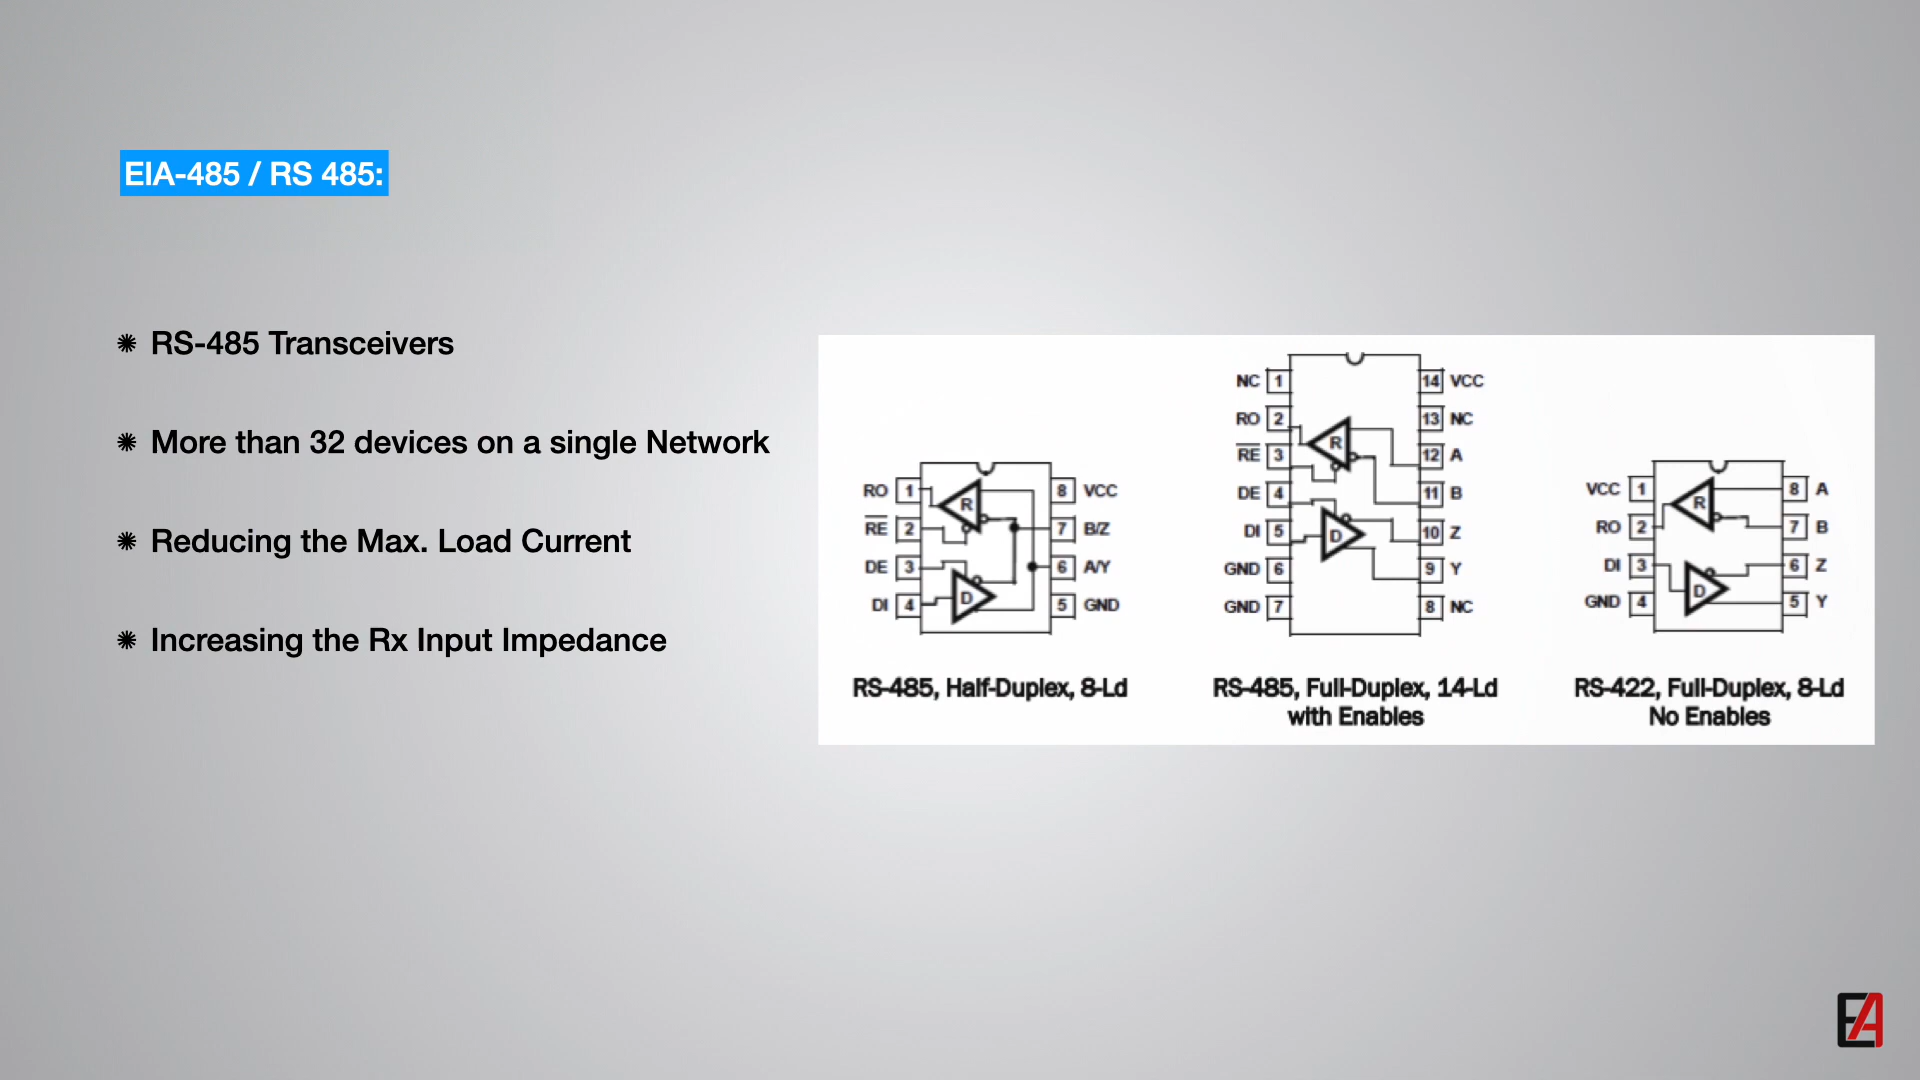 EIA-485 / RS 485:
✺ RS-485 Transceivers
✺ More than 32 devices on a single Network
✺ Reducing the Max. Load Current
✺ Increasing the Rx Input Impedance
RO 1 8 VCC
RE 2 7 B/Z
DE 3 6 A/Y
DI 4 5 GND
R
D
RS-485, Half-Duplex, 8-Ld
NC 1 14 VCC
RO 2 13 NC
RE 3 12 A
DE 4 11 B
DI 5 10 Z
GND 6 9 Y
GND 7 8 NC
R
D
RS-485, Full-Duplex, 14-Ld
with Enables
VCC 1 8 A
RO 2 7 B
DI 3 6 Z
GND 4 5 Y
R
D
RS-422, Full-Duplex, 8-Ld
No Enables
EA